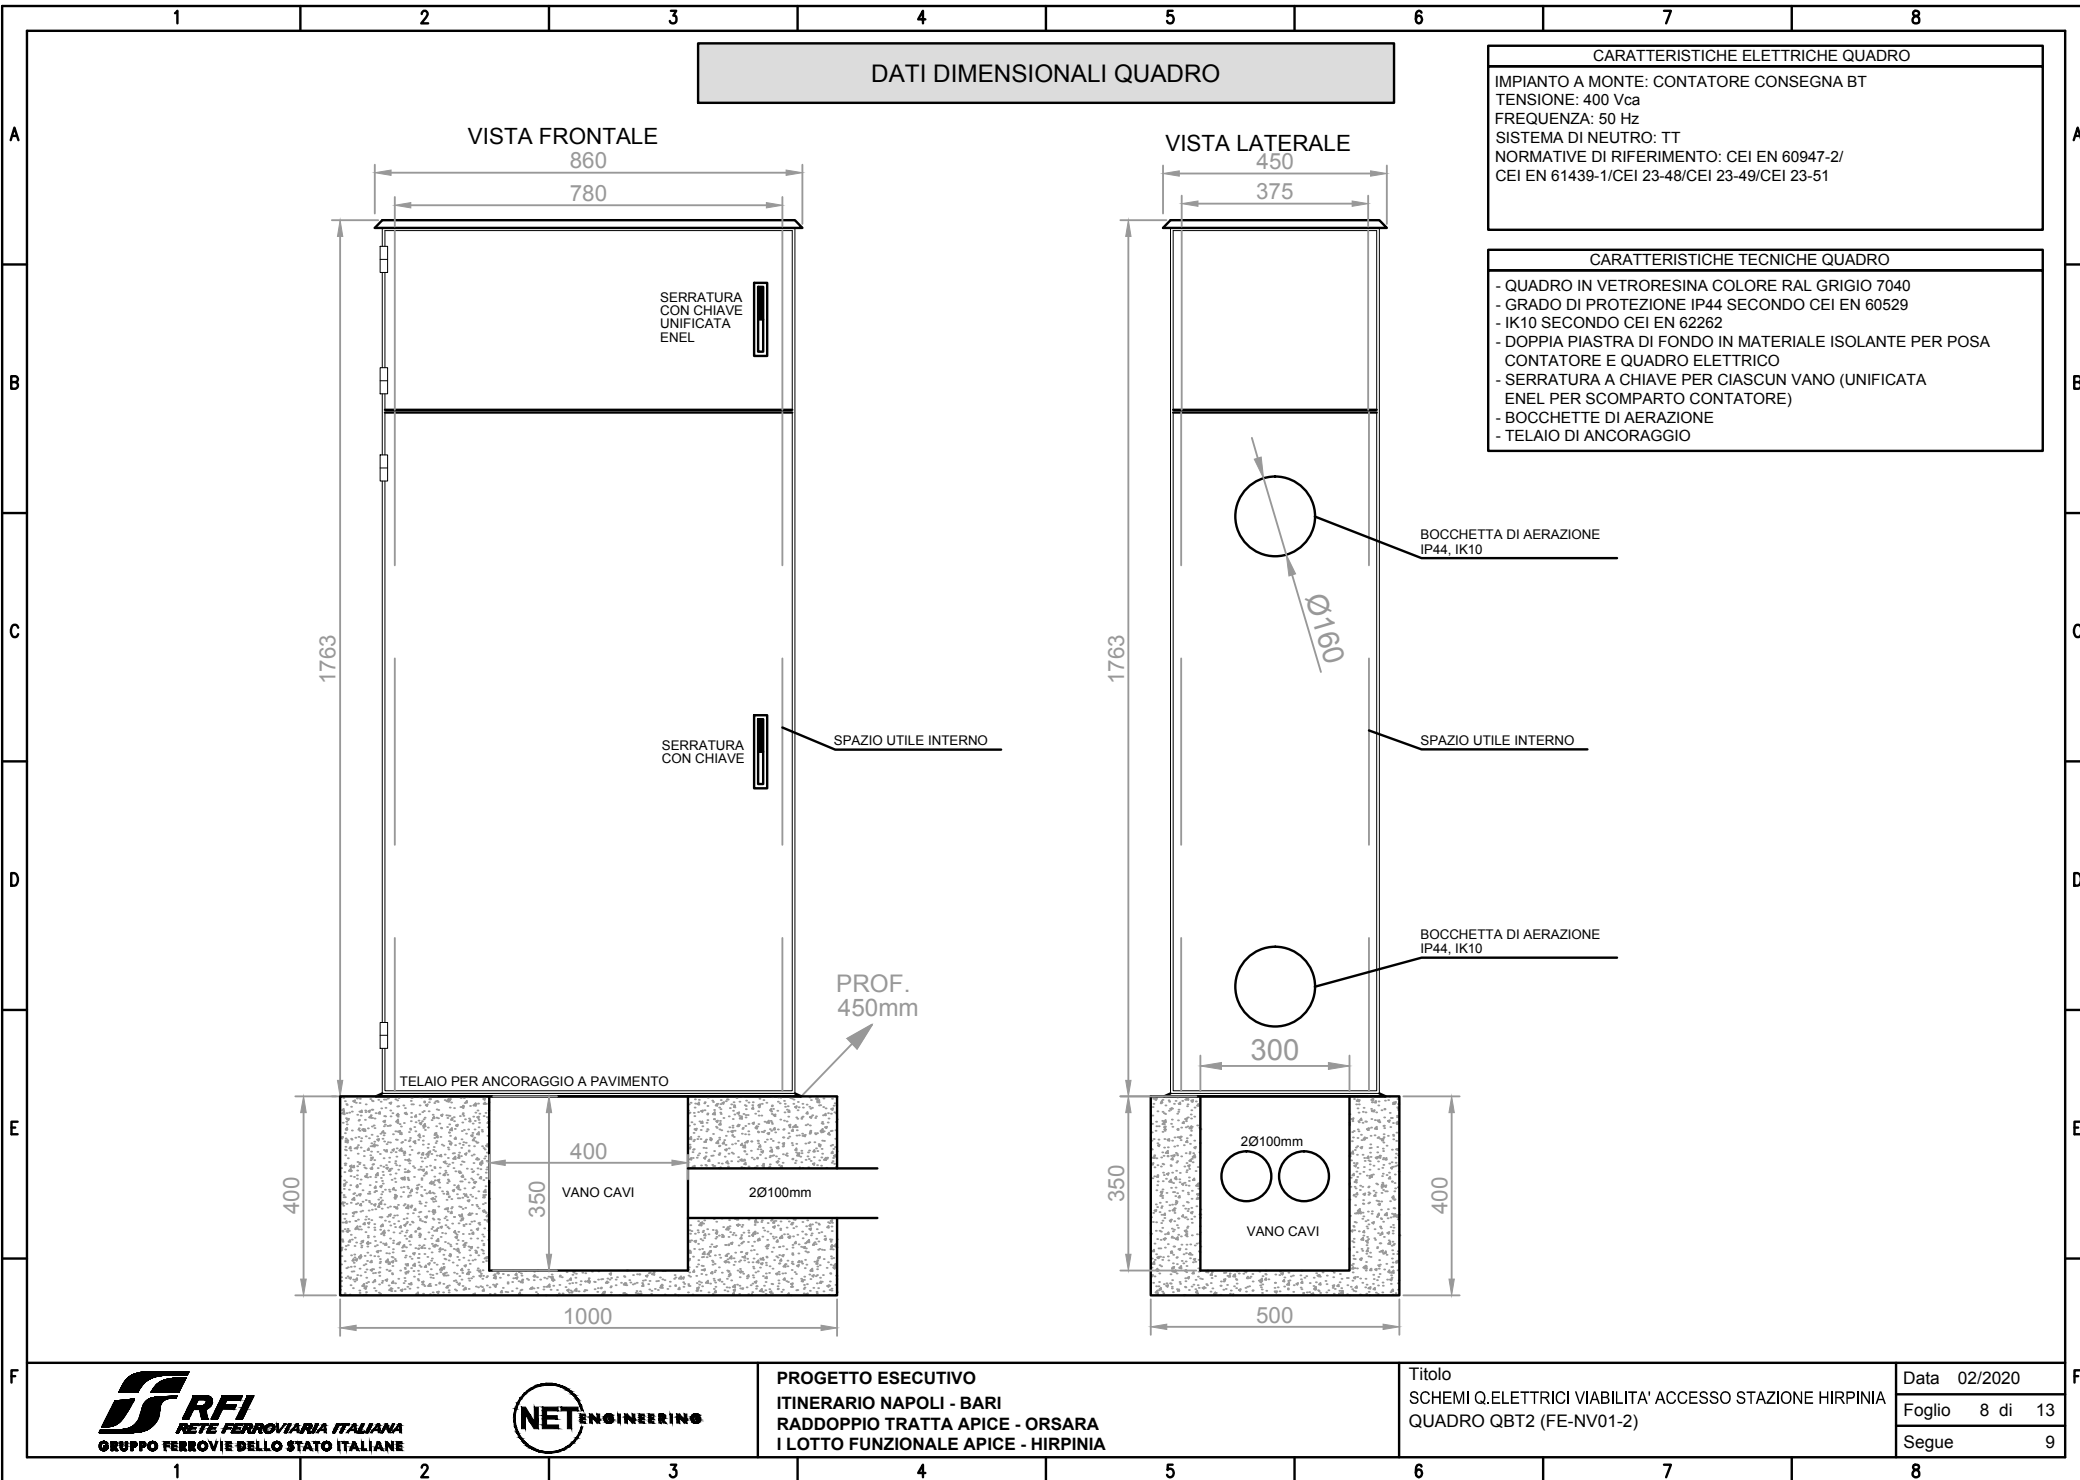 1 2 3 4 5 6 7 8
DATI DIMENSIONALI QUADRO
CARATTERISTICHE ELETTRICHE QUADRO
IMPIANTO A MONTE: CONTATORE CONSEGNA BT
TENSIONE: 400 Vca
FREQUENZA: 50 Hz
SISTEMA DI NEUTRO: TT
NORMATIVE DI RIFERIMENTO: CEI EN 60947-2/
CEI EN 61439-1/CEI 23-48/CEI 23-49/CEI 23-51
CARATTERISTICHE TECNICHE QUADRO
- QUADRO IN VETRORESINA COLORE RAL GRIGIO 7040
- GRADO DI PROTEZIONE IP44 SECONDO CEI EN 60529
- IK10 SECONDO CEI EN 62262
- DOPPIA PIASTRA DI FONDO IN MATERIALE ISOLANTE PER POSA
CONTATORE E QUADRO ELETTRICO
- SERRATURA A CHIAVE PER CIASCUN VANO (UNIFICATA
ENEL PER SCOMPARTO CONTATORE)
- BOCCHETTE DI AERAZIONE
- TELAIO DI ANCORAGGIO
VISTA FRONTALE
860
780
SERRATURA
CON CHIAVE
UNIFICATA
ENEL
1763
SERRATURA
CON CHIAVE
SPAZIO UTILE INTERNO
PROF.
450mm
TELAIO PER ANCORAGGIO A PAVIMENTO
400
400
350
VANO CAVI
2Ø100mm
1000
VISTA LATERALE
450
375
BOCCHETTA DI AERAZIONE
IP44, IK10
Ø160
1763
SPAZIO UTILE INTERNO
BOCCHETTA DI AERAZIONE
IP44, IK10
300
2Ø100mm
350
400
VANO CAVI
500
A
B
C
D
E
F
A
B
C
D
E
F
RFI
RETE FERROVIARIA ITALIANA
GRUPPO FERROVIE DELLO STATO ITALIANE
NET ENGINEERING
PROGETTO ESECUTIVO
ITINERARIO NAPOLI - BARI
RADDOPPIO TRATTA APICE - ORSARA
I LOTTO FUNZIONALE APICE - HIRPINIA
Titolo
SCHEMI Q.ELETTRICI VIABILITA' ACCESSO STAZIONE HIRPINIA
QUADRO QBT2 (FE-NV01-2)
Data 02/2020
Foglio 8 di 13
Segue 9
1 2 3 4 5 6 7 8